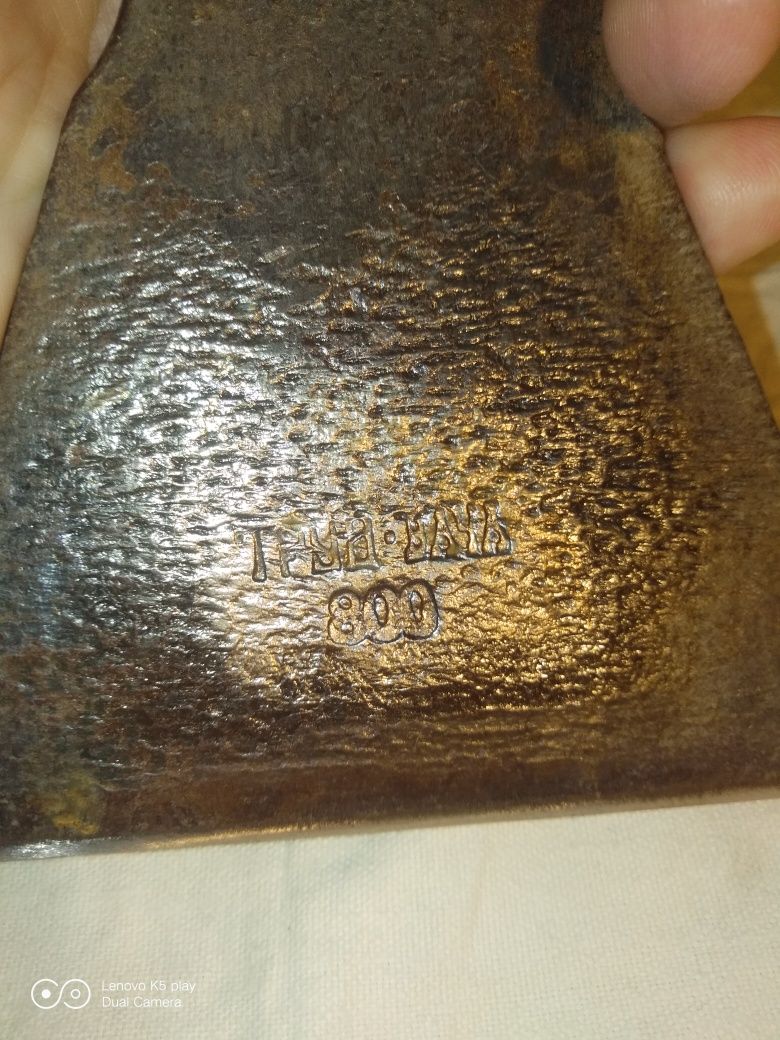 ТРУД•ВАЧА
800
Lenovo K5 play
Dual Camera